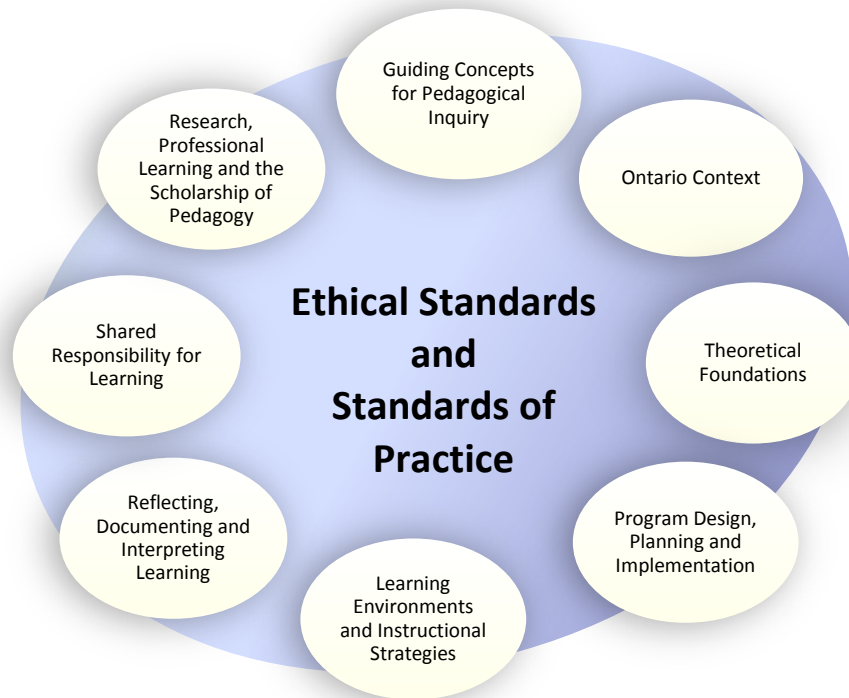 Guiding Concepts
for Pedagogical
Inquiry
Ontario Context
Theoretical
Foundations
Program Design,
Planning and
Implementation
Learning
Environments
and Instructional
Strategies
Reflecting,
Documenting and
Interpreting
Learning
Shared
Responsibility for
Learning
Research,
Professional
Learning and the
Scholarship of
Pedagogy
Ethical Standards
and
Standards of
Practice